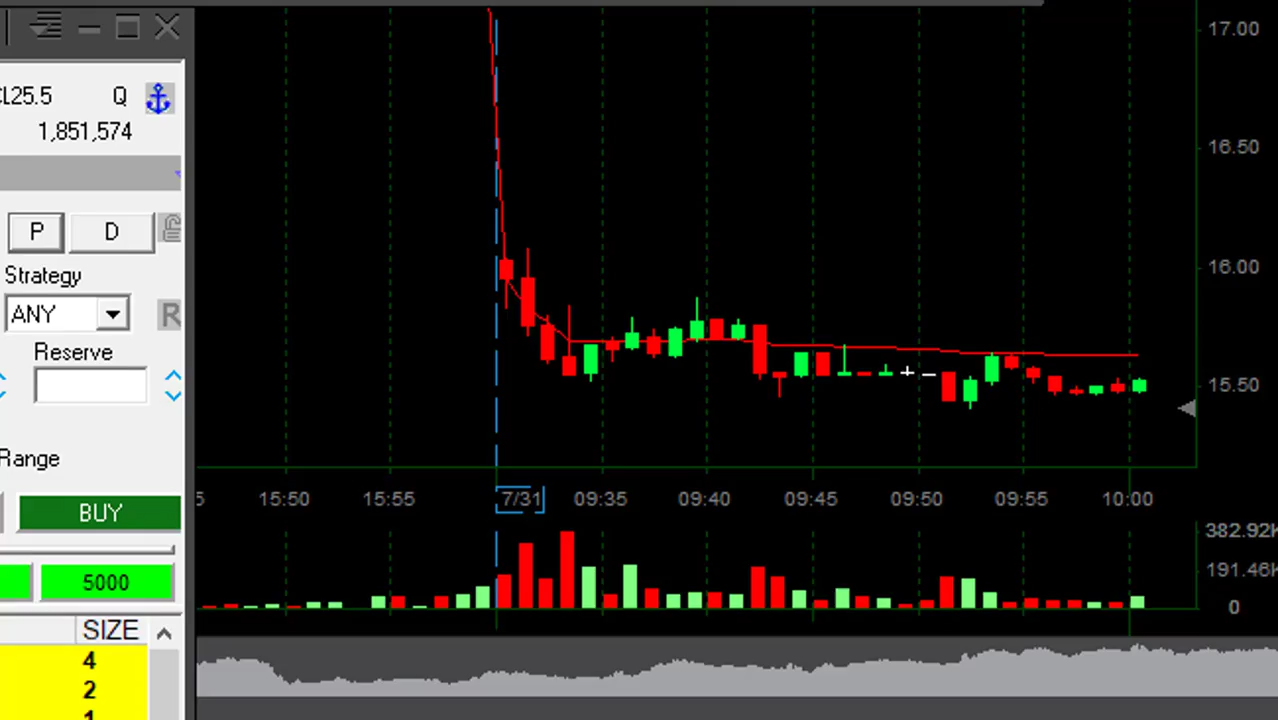 CL25.5 Q
1,851,574
P D
Strategy
ANY R
Reserve
Range
BUY
5000
SIZE
4
2
1
17.00
16.50
16.00
15.50
5 15:50 15:55 7/31 09:35 09:40 09:45 09:50 09:55 10:00
382.92K
191.46K
0